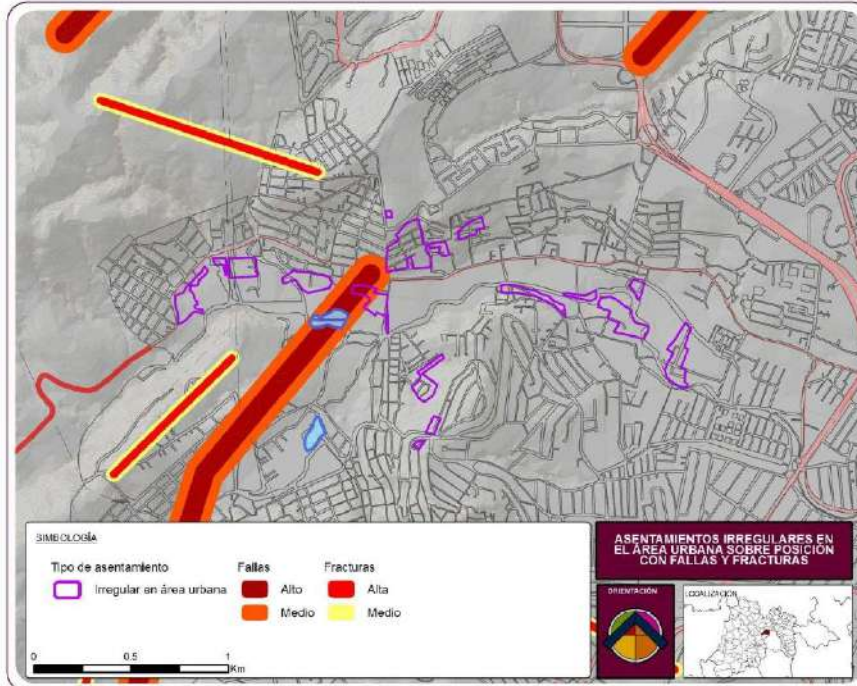 SIMBOLOGÍA
Tipo de asentamiento
Irregular en área urbana
Fallas
Alto
Medio
Fracturas
Alta
Medio
0 0.5 1
Km
ASENTAMIENTOS IRREGULARES EN
EL ÁREA URBANA SOBRE POSICIÓN
CON FALLAS Y FRACTURAS
ORIENTACIÓN
LOCALIZACIÓN